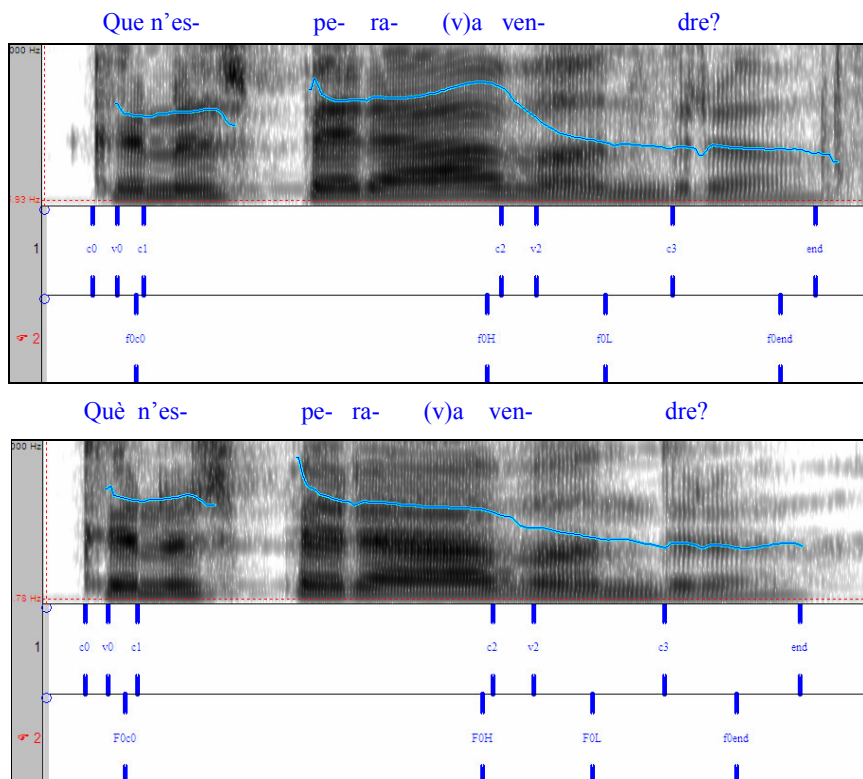 Que n'es- pe- ra- (v)a ven- dre?
000 Hz
93 Hz
1 c0 v0 c1 c2 v2 c3 end
2 f0c0 f0H f0L f0end
Què n'es- pe- ra- (v)a ven- dre?
000 Hz
.78 Hz
1 c0 v0 c1 c2 v2 c3 end
2 F0c0 F0H F0L f0end